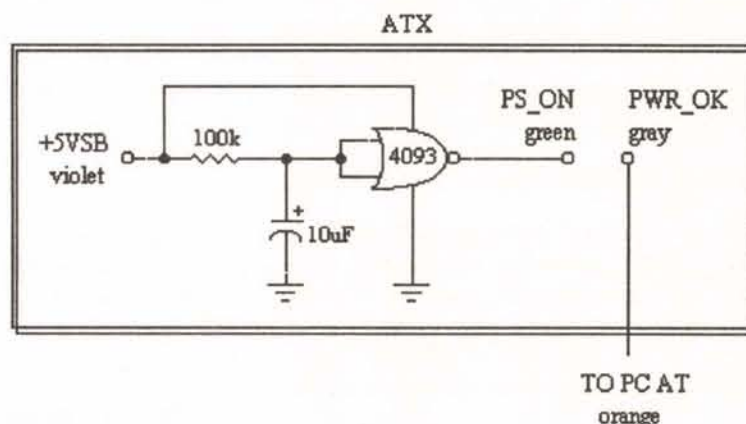 ATX
PS_ON
green
PWR_OK
gray
+5VSB
violet
100k
4093
+
10uF
TO PC AT
orange